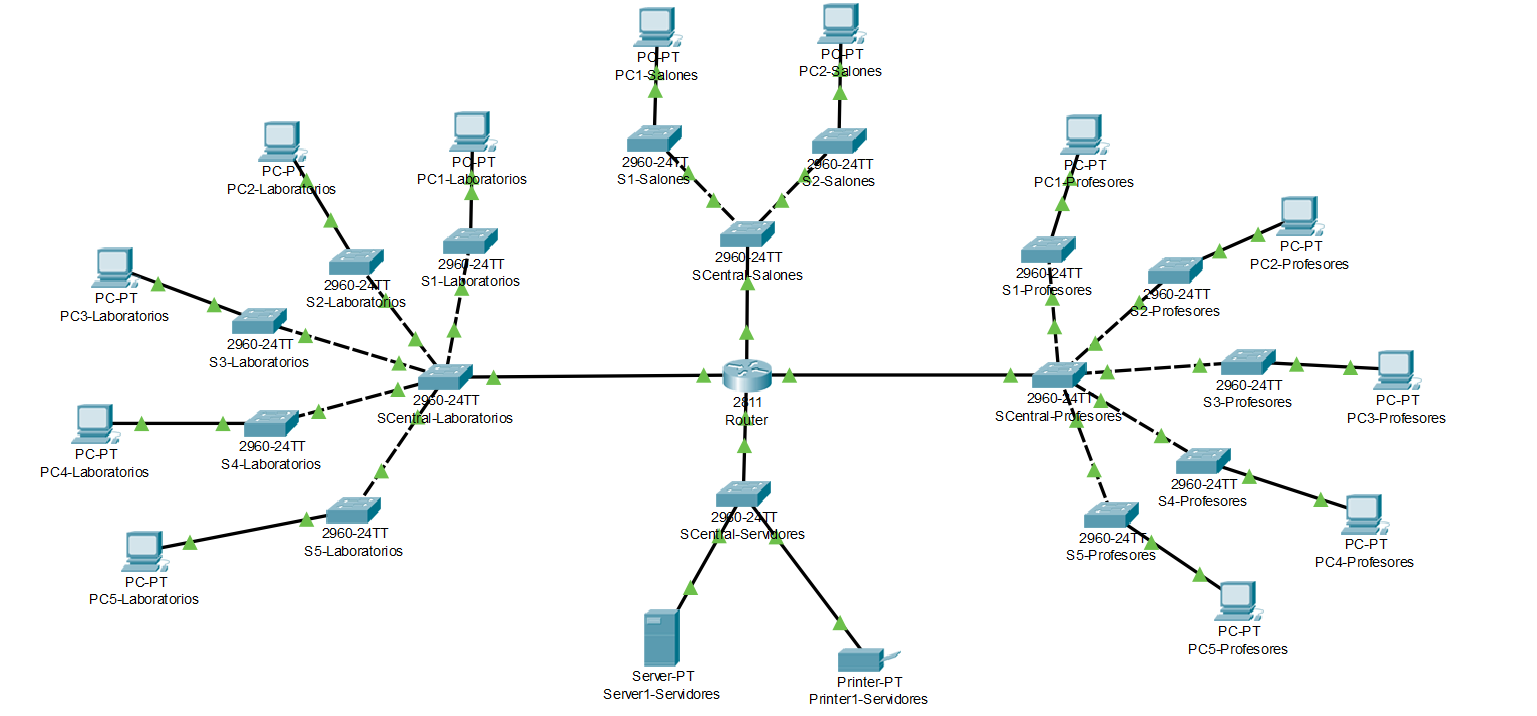 PC-PT
PC1-Salones
PC-PT
PC2-Salones
2960-24TT
S1-Salones
2960-24TT
S2-Salones
2960-24TT
SCentral-Salones
PC-PT
PC2-Laboratorios
PC-PT
PC1-Laboratorios
2960-24TT
S2-Laboratorios
2960-24TT
S1-Laboratorios
PC-PT
PC3-Laboratorios
2960-24TT
S3-Laboratorios
2960-24TT
SCentral-Laboratorios
PC-PT
PC4-Laboratorios
2960-24TT
S4-Laboratorios
PC-PT
PC5-Laboratorios
2960-24TT
S5-Laboratorios
2811
Router
PC-PT
PC1-Profesores
PC-PT
PC2-Profesores
2960-24TT
S1-Profesores
2960-24TT
S2-Profesores
2960-24TT
SCentral-Profesores
2960-24TT
S3-Profesores
PC-PT
PC3-Profesores
2960-24TT
S4-Profesores
PC-PT
PC4-Profesores
2960-24TT
S5-Profesores
PC-PT
PC5-Profesores
2960-24TT
SCentral-Servidores
Server-PT
Server1-Servidores
Printer-PT
Printer1-Servidores